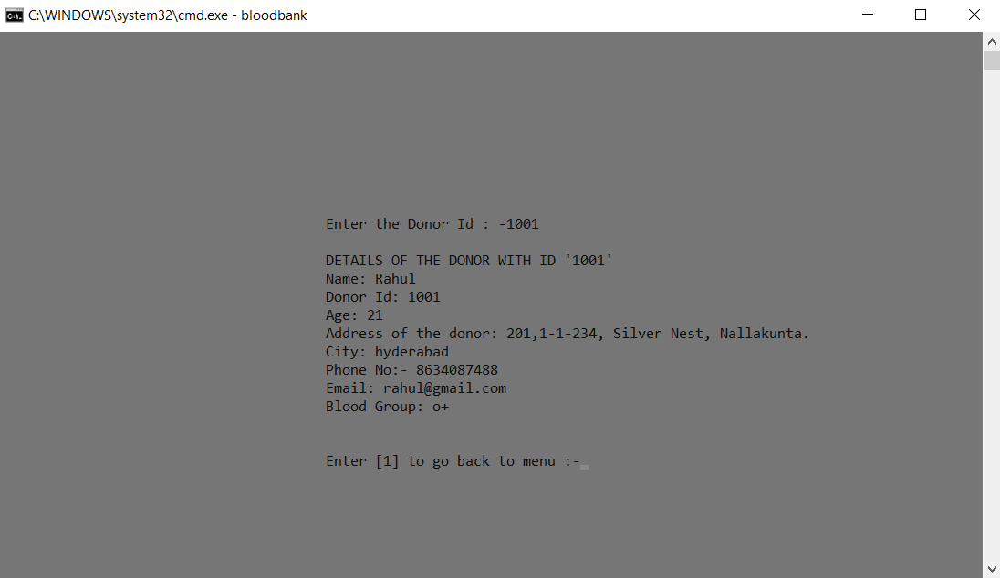 C:\WINDOWS\system32\cmd.exe - bloodbank
Enter the Donor Id : -1001
DETAILS OF THE DONOR WITH ID '1001'
Name: Rahul
Donor Id: 1001
Age: 21
Address of the donor: 201,1-1-234, Silver Nest, Nallakunta.
City: hyderabad
Phone No:- 8634087488
Email: rahul@gmail.com
Blood Group: o+
Enter [1] to go back to menu :-